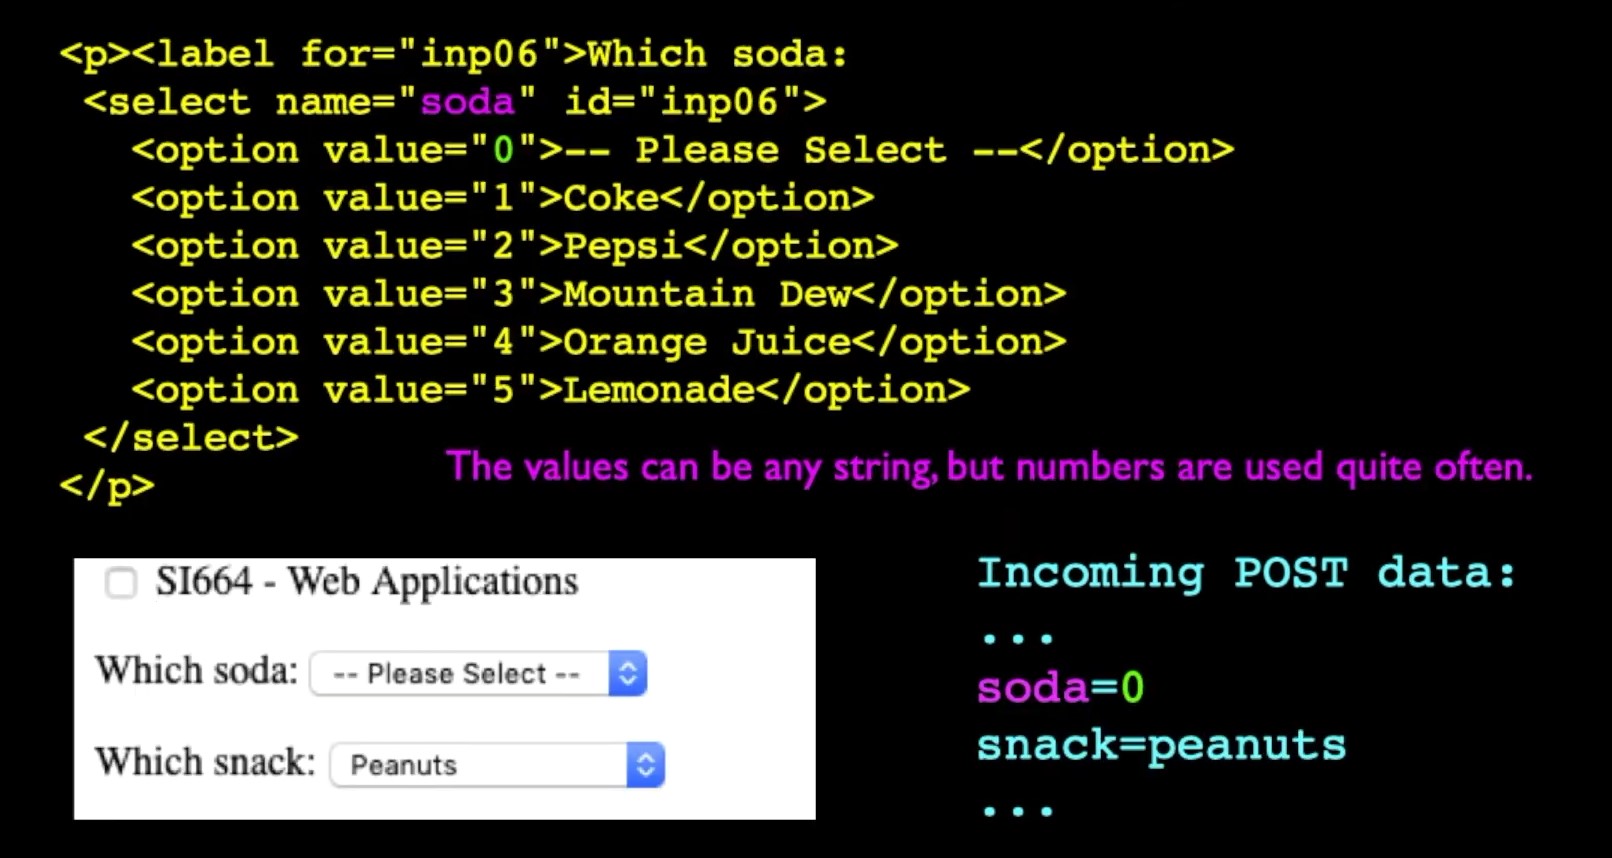 <p><label for="inp06">Which soda:
 <select name="soda" id="inp06">
   <option value="0">-- Please Select --</option>
   <option value="1">Coke</option>
   <option value="2">Pepsi</option>
   <option value="3">Mountain Dew</option>
   <option value="4">Orange Juice</option>
   <option value="5">Lemonade</option>
 </select>
</p>
The values can be any string, but numbers are used quite often.
SI664 - Web Applications
Which soda: -- Please Select --
Which snack: Peanuts
Incoming POST data:
...
soda=0
snack=peanuts
...